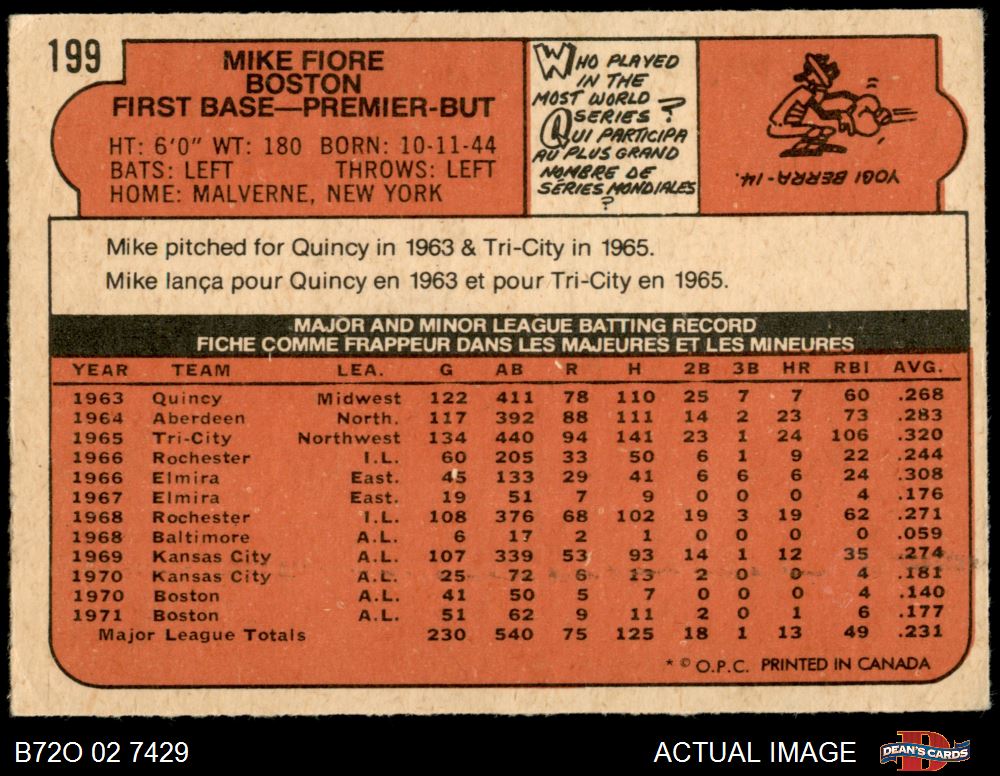 199
MIKE FIORE
BOSTON
FIRST BASE—PREMIER-BUT
HT: 6'0" WT: 180 BORN: 10-11-44
BATS: LEFT THROWS: LEFT
HOME: MALVERNE, NEW YORK
WHO PLAYED
IN THE
MOST WORLD
SERIES?
QUI PARTICIPA
AU PLUS GRAND
NOMBRE DE
SÉRIES MONDIALES
?
YOGI BERRA-14.
Mike pitched for Quincy in 1963 & Tri-City in 1965.
Mike lança pour Quincy en 1963 et pour Tri-City en 1965.
MAJOR AND MINOR LEAGUE BATTING RECORD
FICHE COMME FRAPPEUR DANS LES MAJEURES ET LES MINEURES
YEAR TEAM LEA. G AB R H 2B 3B HR RBI AVG.
1963 Quincy Midwest 122 411 78 110 25 7 7 60 .268
1964 Aberdeen North. 117 392 88 111 14 2 23 73 .283
1965 Tri-City Northwest 134 440 94 141 23 1 24 106 .320
1966 Rochester I.L. 60 205 33 50 6 1 9 22 .244
1966 Elmira East. 45 133 29 41 6 6 6 24 .308
1967 Elmira East. 19 51 7 9 0 0 0 4 .176
1968 Rochester I.L. 108 376 68 102 19 3 19 62 .271
1968 Baltimore A.L. 6 17 2 1 0 0 0 0 .059
1969 Kansas City A.L. 107 339 53 93 14 1 12 35 .274
1970 Kansas City A.L. 25 72 6 13 2 0 0 4 .181
1970 Boston A.L. 41 50 5 7 0 0 0 4 .140
1971 Boston A.L. 51 62 9 11 2 0 1 6 .177
Major League Totals 230 540 75 125 18 1 13 49 .231
* © O.P.C. PRINTED IN CANADA
B72O 02 7429
ACTUAL IMAGE
D
DEAN'S CARDS